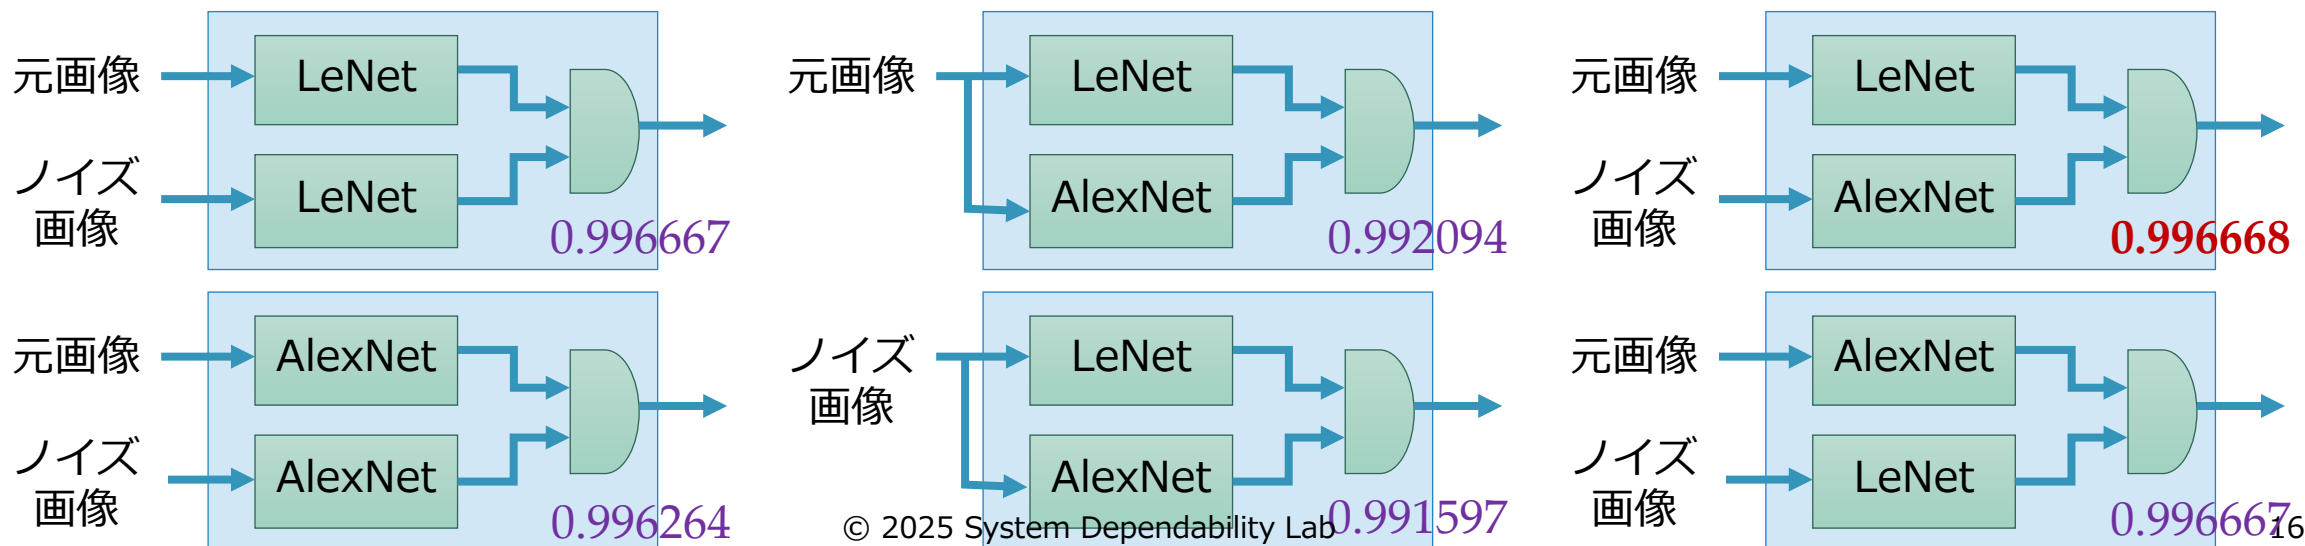 元画像
LeNet
ノイズ
画像
LeNet
0.996667
元画像
LeNet
AlexNet
0.992094
元画像
LeNet
ノイズ
画像
AlexNet
0.996668
元画像
AlexNet
ノイズ
画像
AlexNet
0.996264
ノイズ
画像
LeNet
AlexNet
0.991597
元画像
AlexNet
ノイズ
画像
LeNet
0.996667
© 2025 System Dependability Lab
16